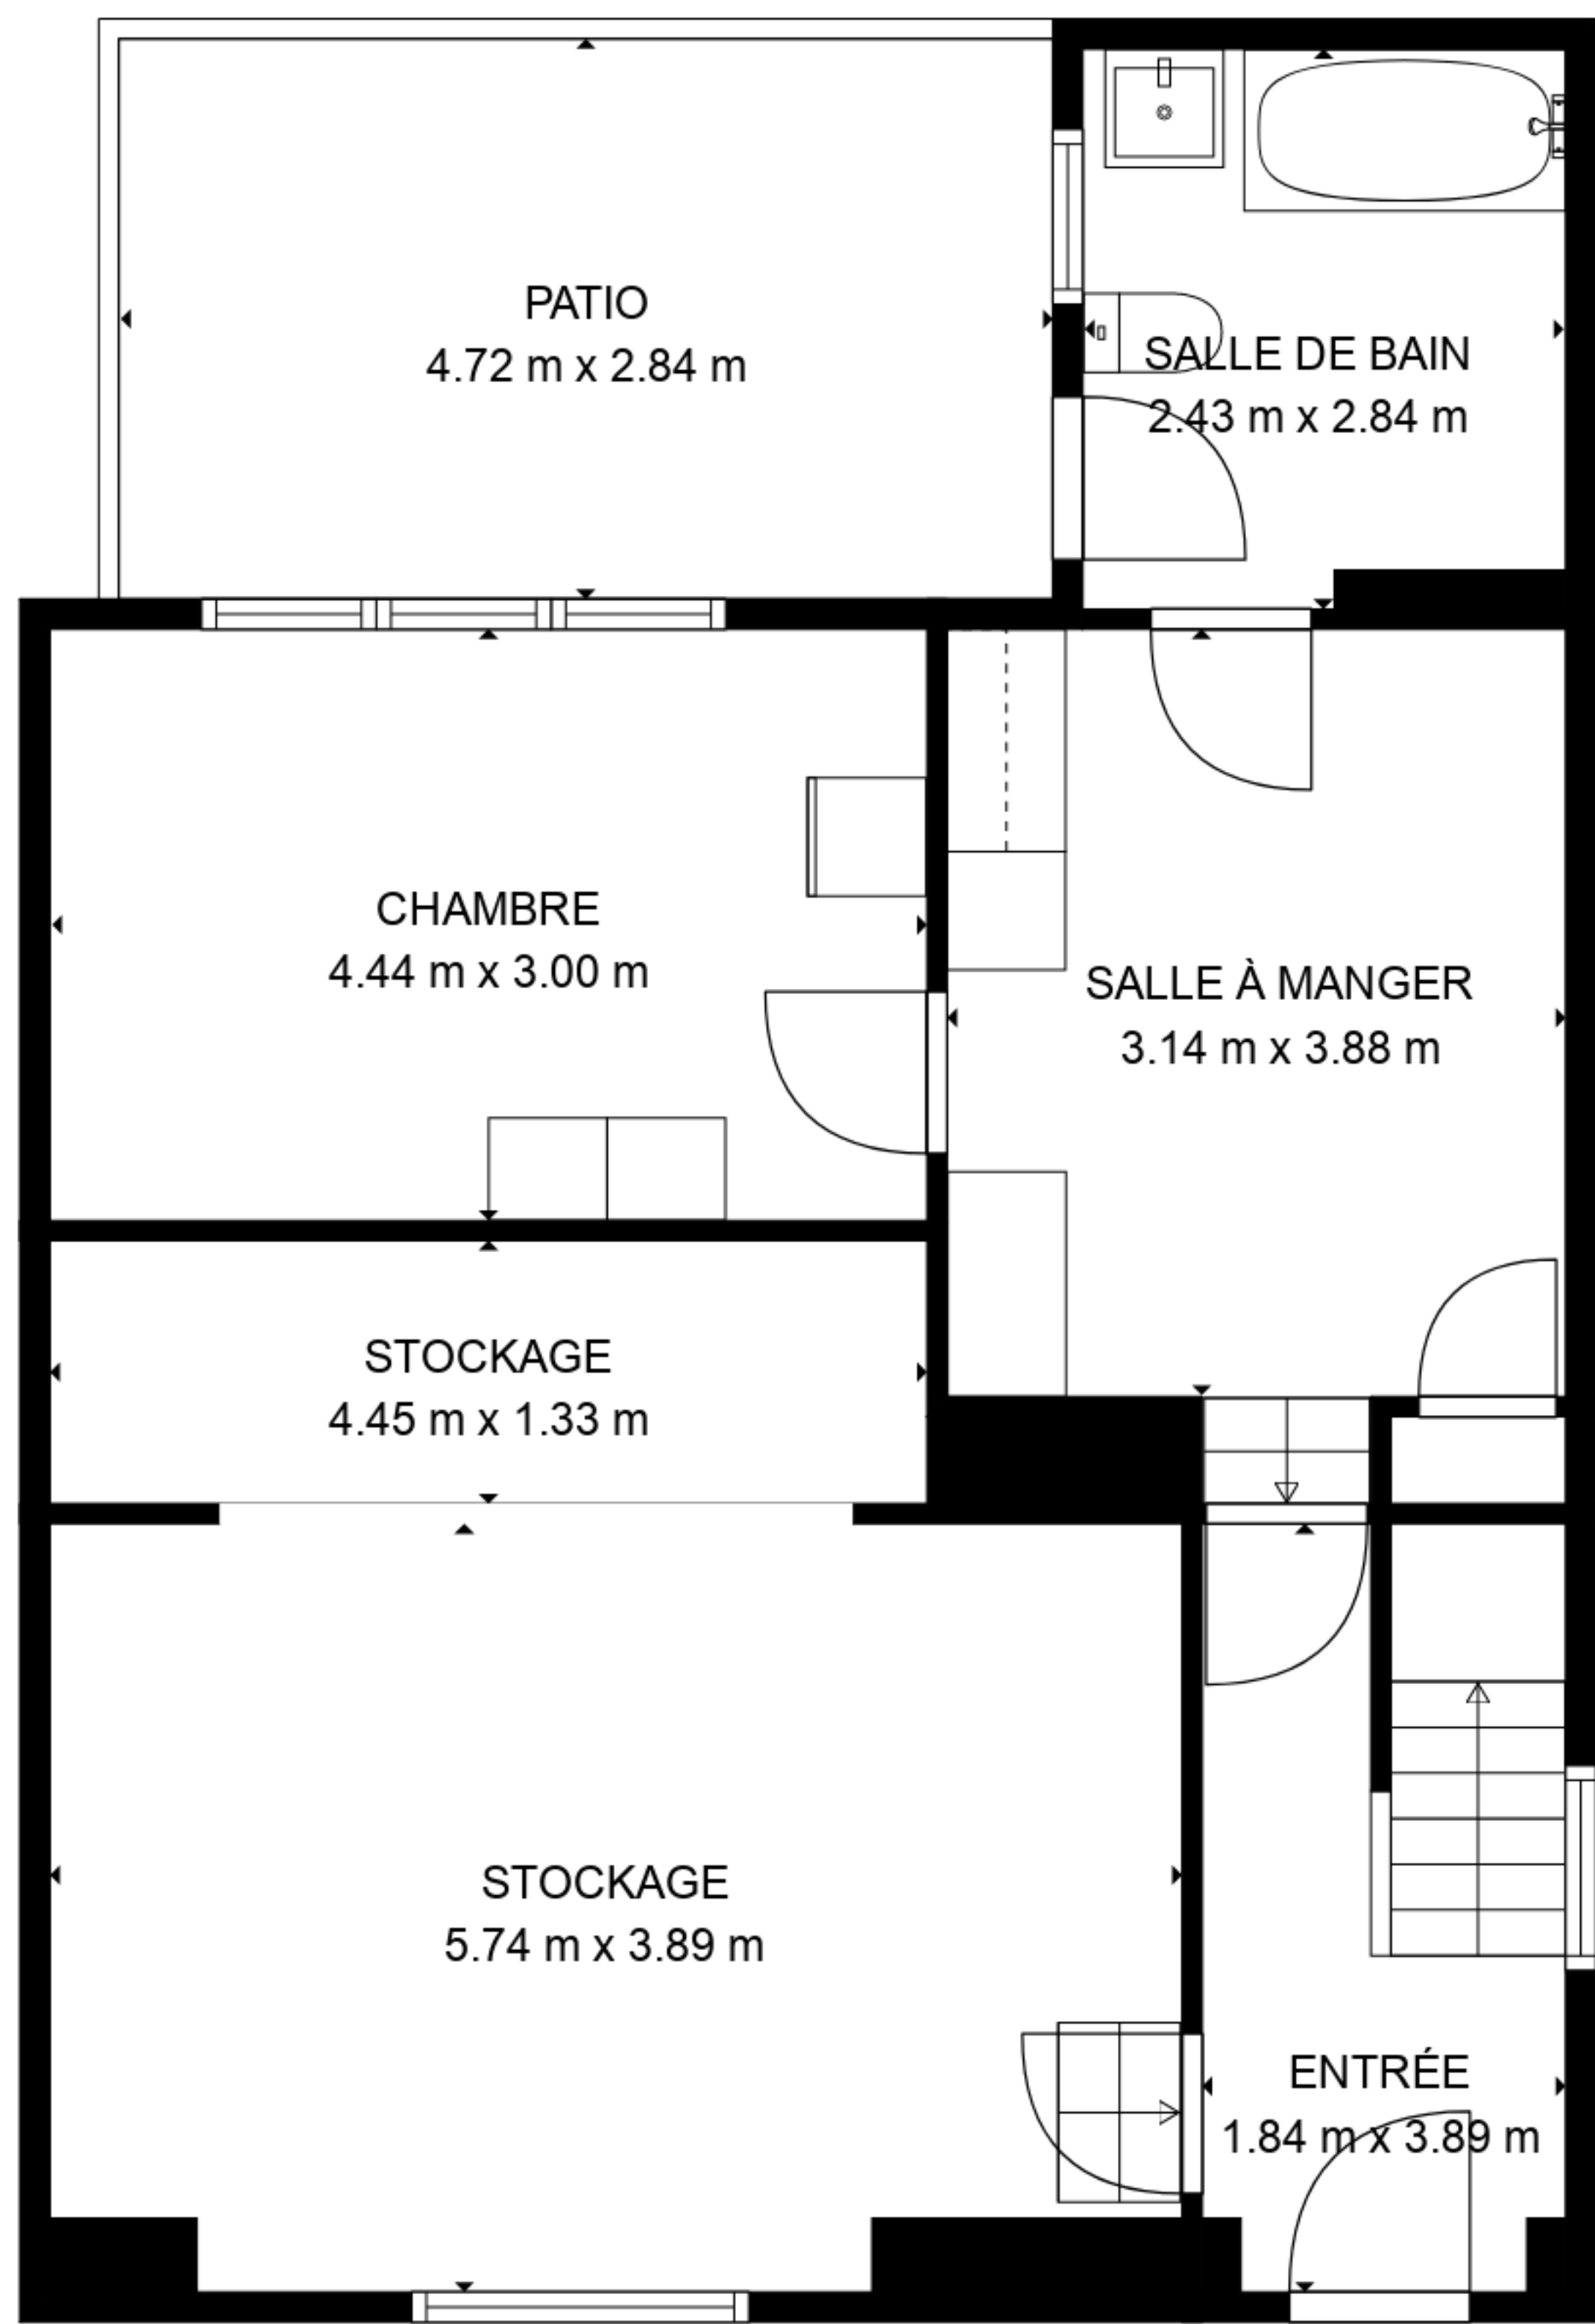 PATIO
4.72 m x 2.84 m
SALLE DE BAIN
2.43 m x 2.84 m
CHAMBRE
4.44 m x 3.00 m
SALLE À MANGER
3.14 m x 3.88 m
STOCKAGE
4.45 m x 1.33 m
STOCKAGE
5.74 m x 3.89 m
ENTRÉE
1.84 m x 3.89 m